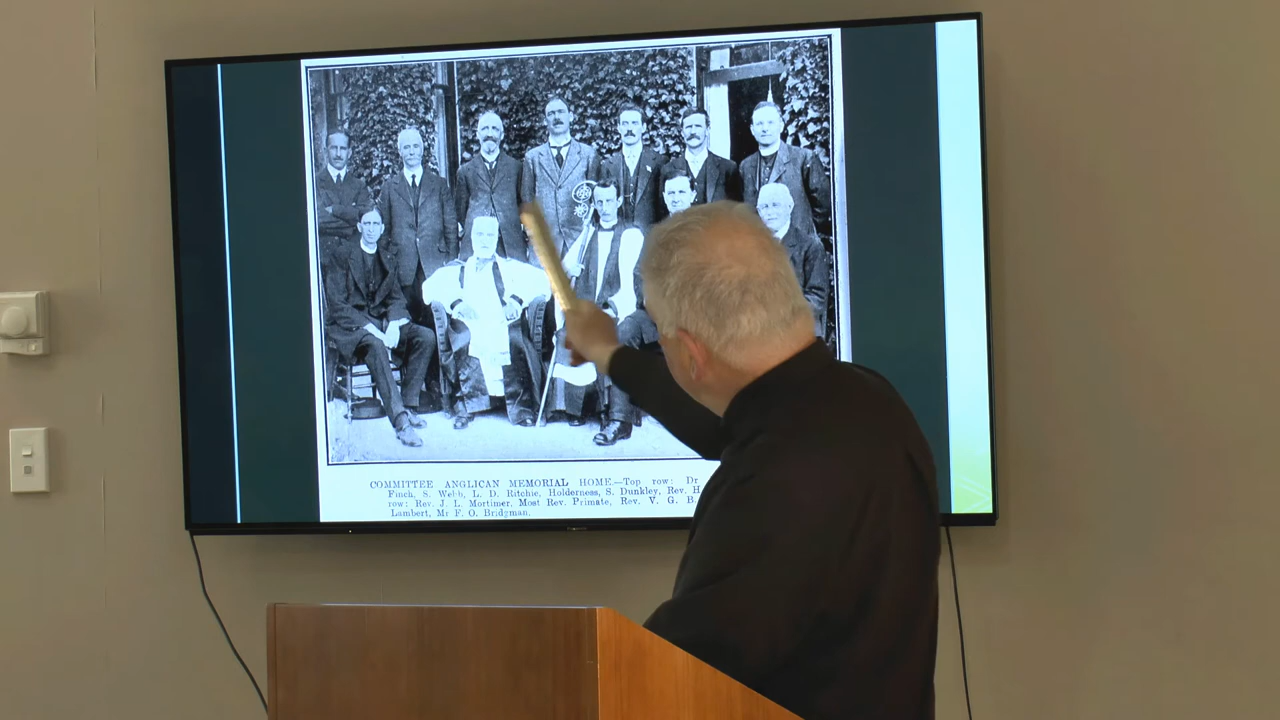 COMMITTEE ANGLICAN MEMORIAL HOME.—Top row: Dr
Finch, S. Webb, L. D. Ritchie, Holderness, S. Dunkley, Rev. H
row: Rev. J. L. Mortimer, Most Rev. Primate, Rev. V. G. B.
Lambert, Mr F. O. Bridgman.